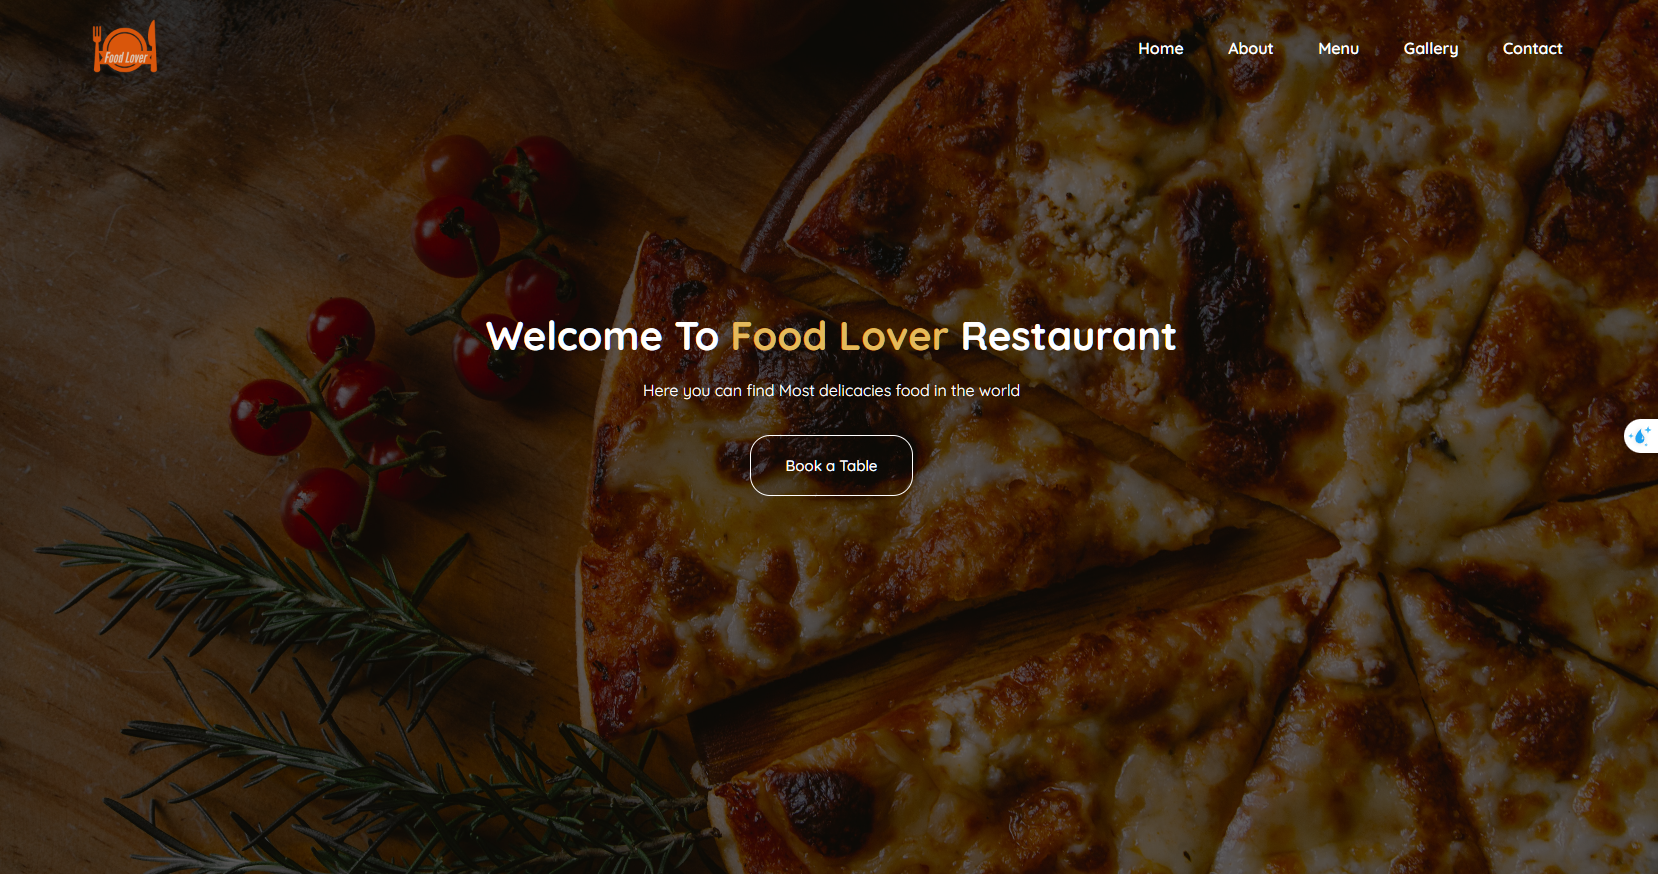 Food Lover
Home About Menu Gallery Contact
Welcome To Food Lover Restaurant
Here you can find Most delicacies food in the world
Book a Table